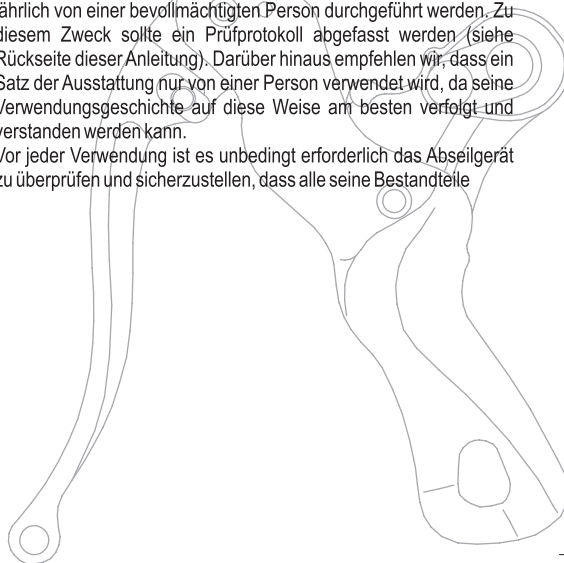 ährlich von einer bevollmächtigten Person durchgeführt werden. Zu
diesem Zweck sollte ein Prüfprotokoll abgefasst werden (siehe
Rückseite dieser Anleitung). Darüber hinaus empfehlen wir, dass ein
Satz der Ausstattung nur von einer Person verwendet wird, da seine
Verwendungsgeschichte auf diese Weise am besten verfolgt und
verstanden werden kann.
Vor jeder Verwendung ist es unbedingt erforderlich das Abseilgerät
zu überprüfen und sicherzustellen, dass alle seine Bestandteile